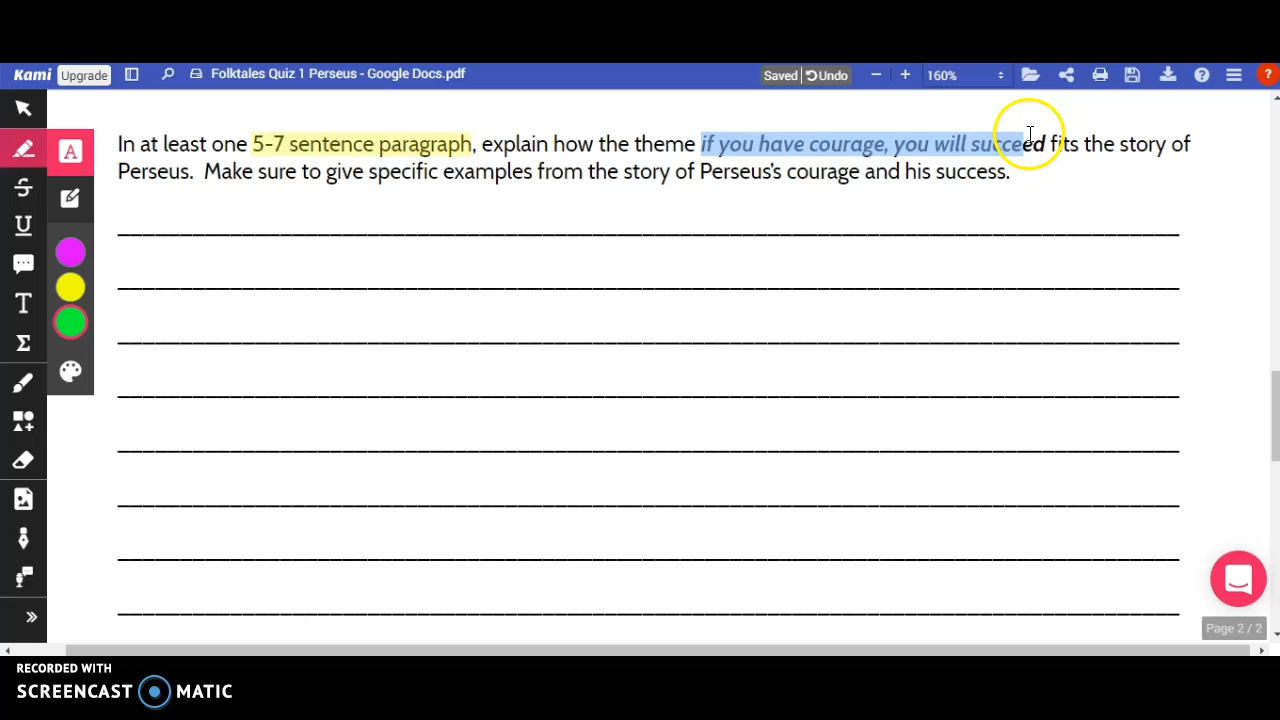 Kami Upgrade Folktales Quiz 1 Perseus - Google Docs.pdf Saved Undo 160% ?
In at least one 5-7 sentence paragraph, explain how the theme if you have courage, you will succeed fits the story of
Perseus. Make sure to give specific examples from the story of Perseus's courage and his success.
Page 2 / 2
RECORDED WITH
SCREENCAST MATIC